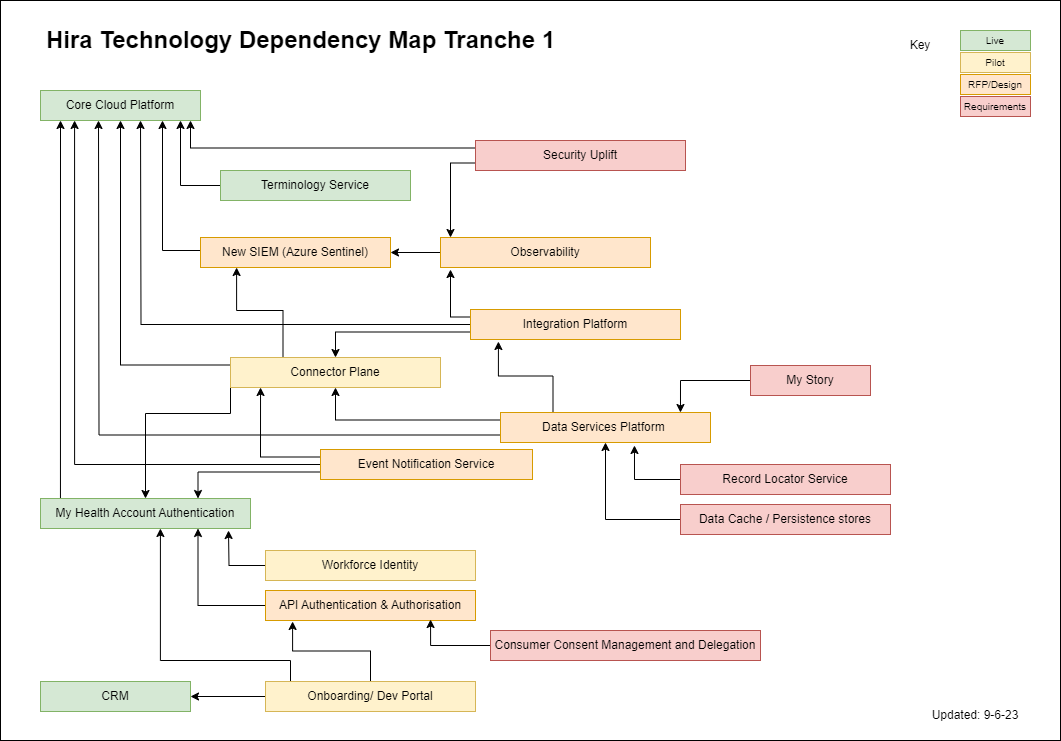 Hira Technology Dependency Map Tranche 1
Key
Live
Pilot
RFP/Design
Requirements
Core Cloud Platform
Security Uplift
Terminology Service
New SIEM (Azure Sentinel)
Observability
Integration Platform
Connector Plane
My Story
Data Services Platform
Event Notification Service
Record Locator Service
My Health Account Authentication
Data Cache / Persistence stores
Workforce Identity
API Authentication & Authorisation
Consumer Consent Management and Delegation
CRM
Onboarding/ Dev Portal
Updated: 9-6-23